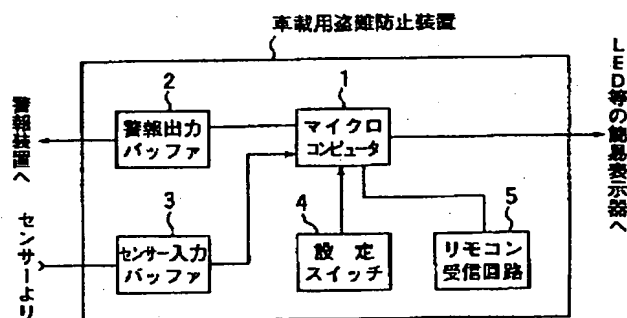 車載用盗難防止装置
2
警報出力
バッファ
1
マイクロ
コンピュータ
3
センサー入力
バッファ
4
設定
スイッチ
5
リモコン
受信回路
警報装置へ
センサーより
LED等の簡易表示器へ